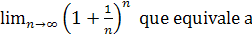 lim_{n→∞} (1 + 1/n)^n que equivale a